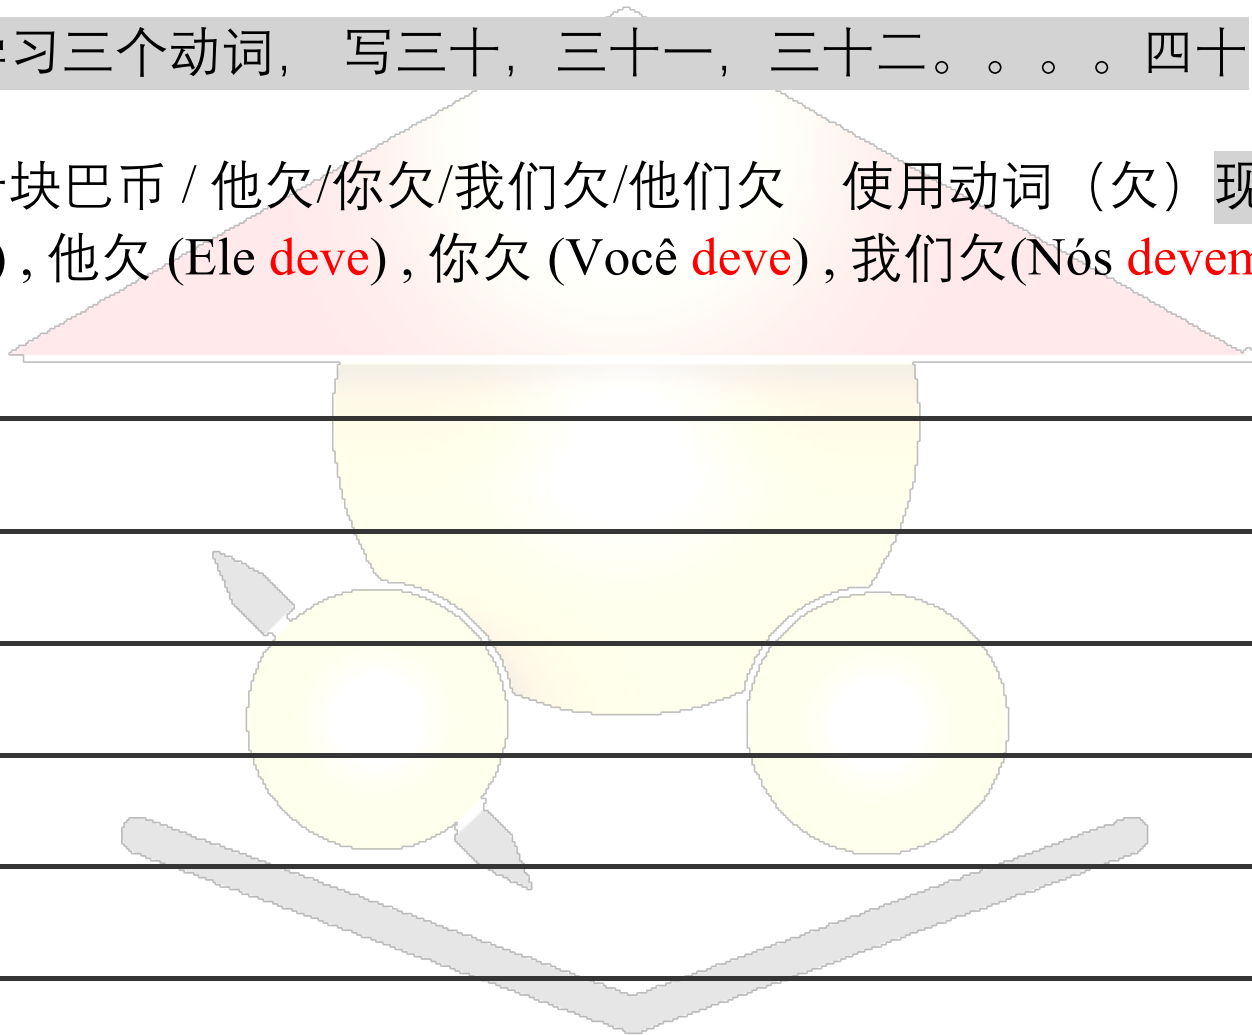 习三个动词， 写三十，三十一，三十二。。。。四十
块巴币 / 他欠/你欠/我们欠/他们欠 使用动词（欠）现
) , 他欠 (Ele deve) , 你欠 (Você deve) , 我们欠(Nós devem